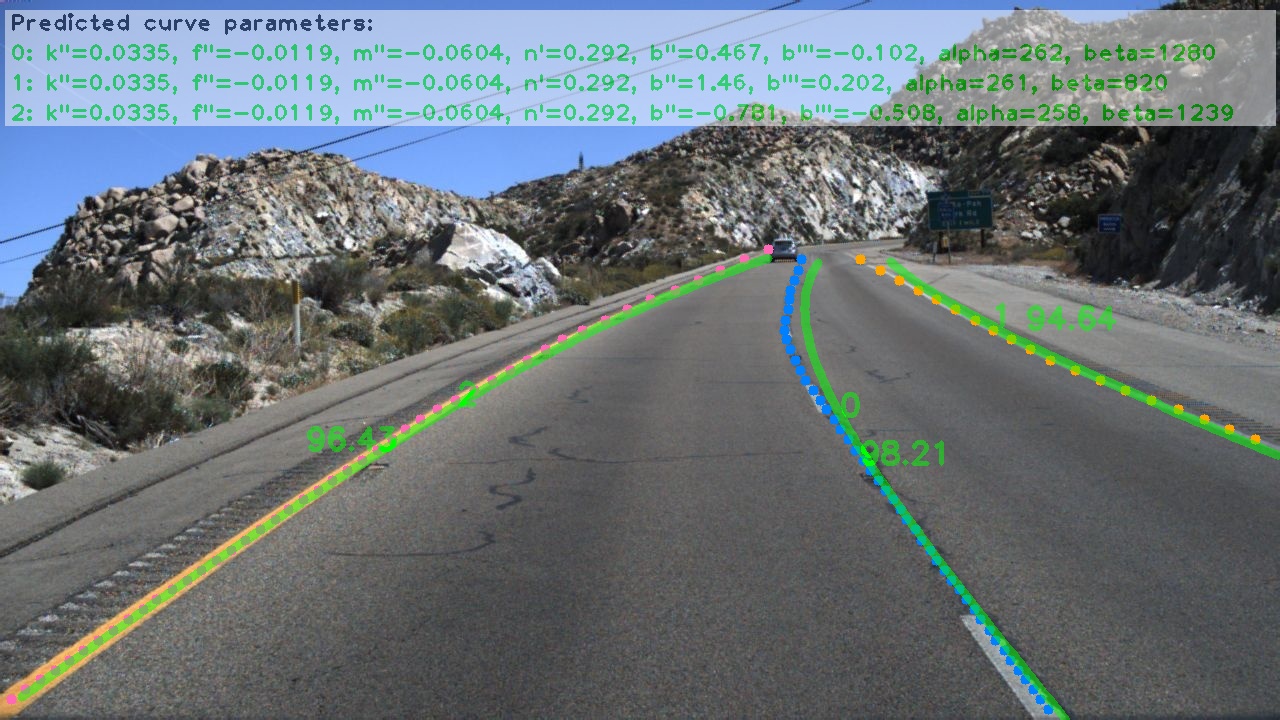 Predicted curve parameters:
0: k''=0.0335, f''=-0.0119, m''=-0.0604, n'=0.292, b''=0.467, b'''=-0.102, alpha=262, beta=1280
1: k''=0.0335, f''=-0.0119, m''=-0.0604, n'=0.292, b''=1.46, b'''=0.202, alpha=261, beta=820
2: k''=0.0335, f''=-0.0119, m''=-0.0604, n'=0.292, b''=-0.781, b'''=-0.508, alpha=258, beta=1239
1 94.64
2
0
96.43
98.21